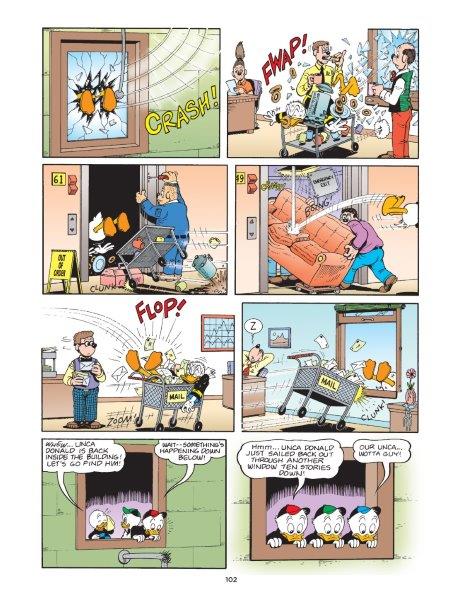 CRASH!
FWAP!
61
OUT
OF
ORDER
CLUNK
49
EMERGENCY
EXIT
FLOP!
MAIL
ZOOM
Z
MAIL
CLUNK
WHEW... UNCA
DONALD IS BACK
INSIDE THE BUILDING!
LET'S GO FIND HIM!
WAIT--SOMETHING'S
HAPPENING DOWN
BELOW!
HMM... UNCA DONALD
JUST SAILED BACK OUT
THROUGH ANOTHER
WINDOW TEN STORIES
DOWN!
OUR UNCA...
WOTTA GUY!
102